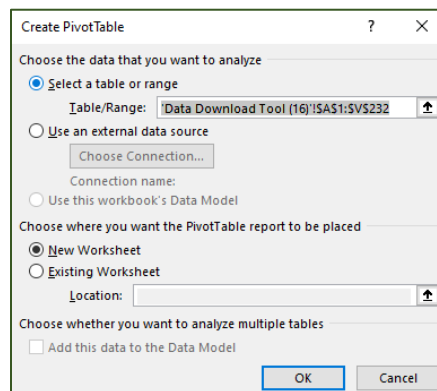 Create PivotTable ? ×
Choose the data that you want to analyze
Select a table or range
Table/Range: 'Data Download Tool (16)'!$A$1:$V$232
Use an external data source
Choose Connection...
Connection name:
Use this workbook's Data Model
Choose where you want the PivotTable report to be placed
New Worksheet
Existing Worksheet
Location:
Choose whether you want to analyze multiple tables
Add this data to the Data Model
OK Cancel